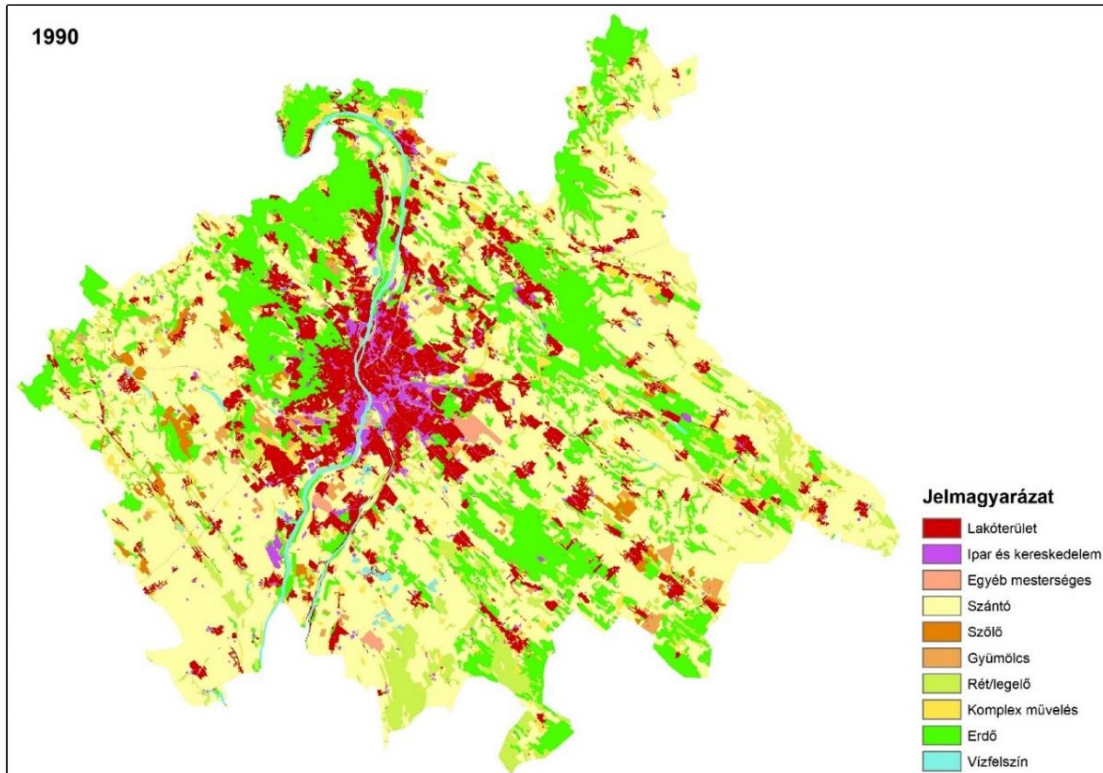 1990
Jelmagyarázat
Lakóterület
Ipar és kereskedelem
Egyéb mesterséges
Szántó
Szőlő
Gyümölcs
Rét/legelő
Komplex művelés
Erdő
Vízfelszín